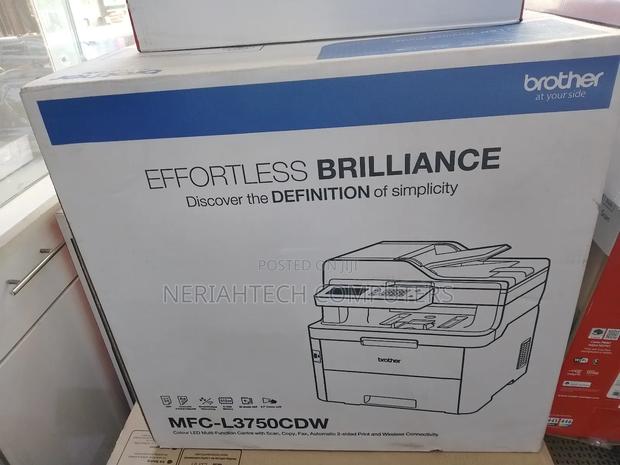 brother
at your side
EFFORTLESS BRILLIANCE
Discover the DEFINITION of simplicity
POSTED ON JIJI
NERIAHTECH COMPUTERS
brother
MFC-L3750CDW
Colour LED Multi-Function Centre with Scan, Copy, Fax, Automatic 2-sided Print and Wireless Connectivity